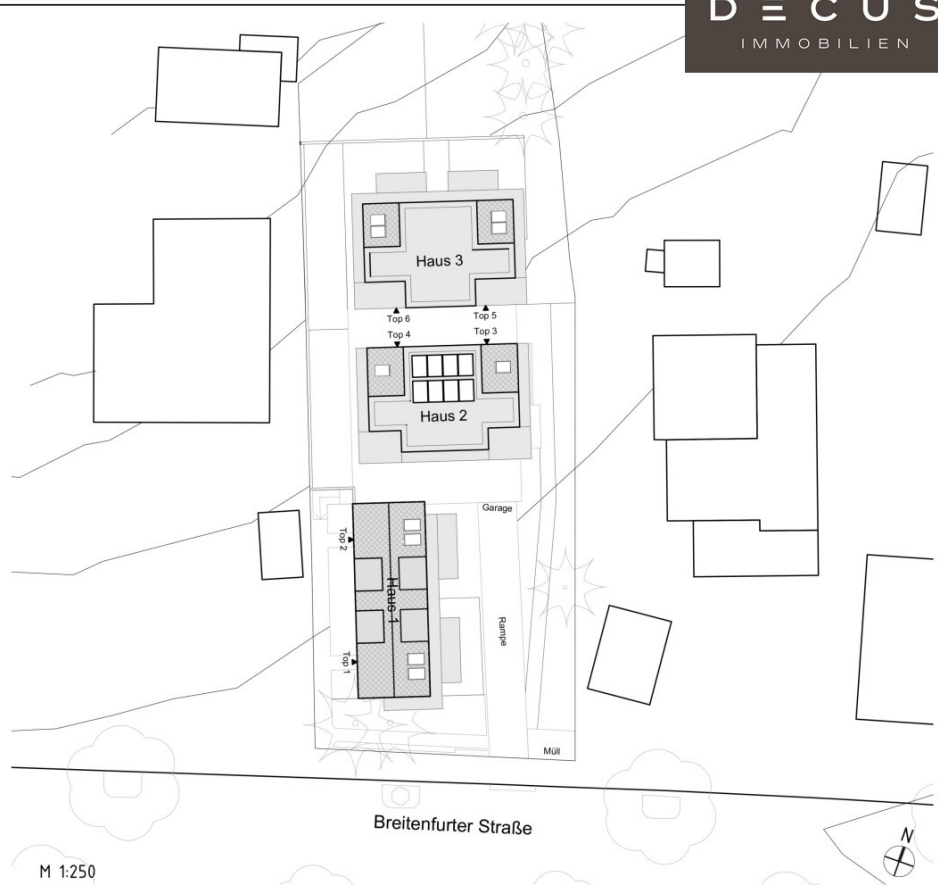 DECUS
IMMOBILIEN
Haus 3
Top 6
Top 5
Top 4
Top 3
Haus 2
Garage
Top 2
Haus 1
Rampe
Top 1
Müll
Breitenfurter Straße
N
M 1:250